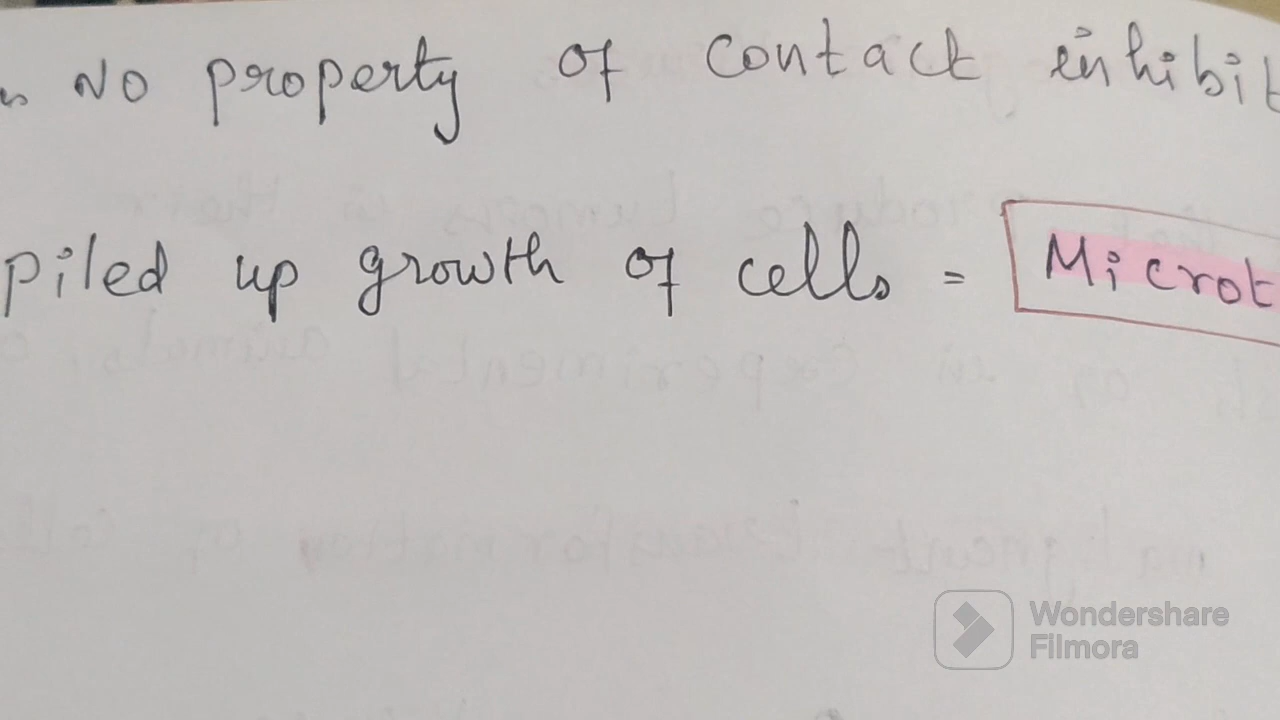 No property of contact inhibit
piled up growth of cells = Microt
Wondershare
Filmora